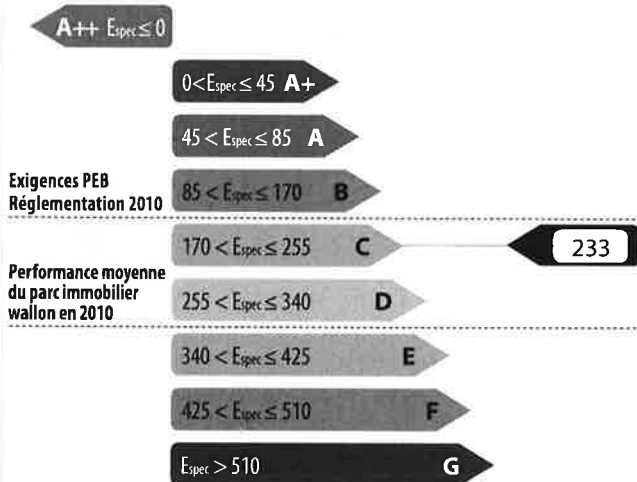 A++ Espec ≤ 0
0 < Espec ≤ 45 A+
45 < Espec ≤ 85 A
Exigences PEB
Réglementation 2010
85 < Espec ≤ 170 B
170 < Espec ≤ 255 C
233
Performance moyenne
du parc immobilier
wallon en 2010
255 < Espec ≤ 340 D
340 < Espec ≤ 425 E
425 < Espec ≤ 510 F
Espec > 510 G